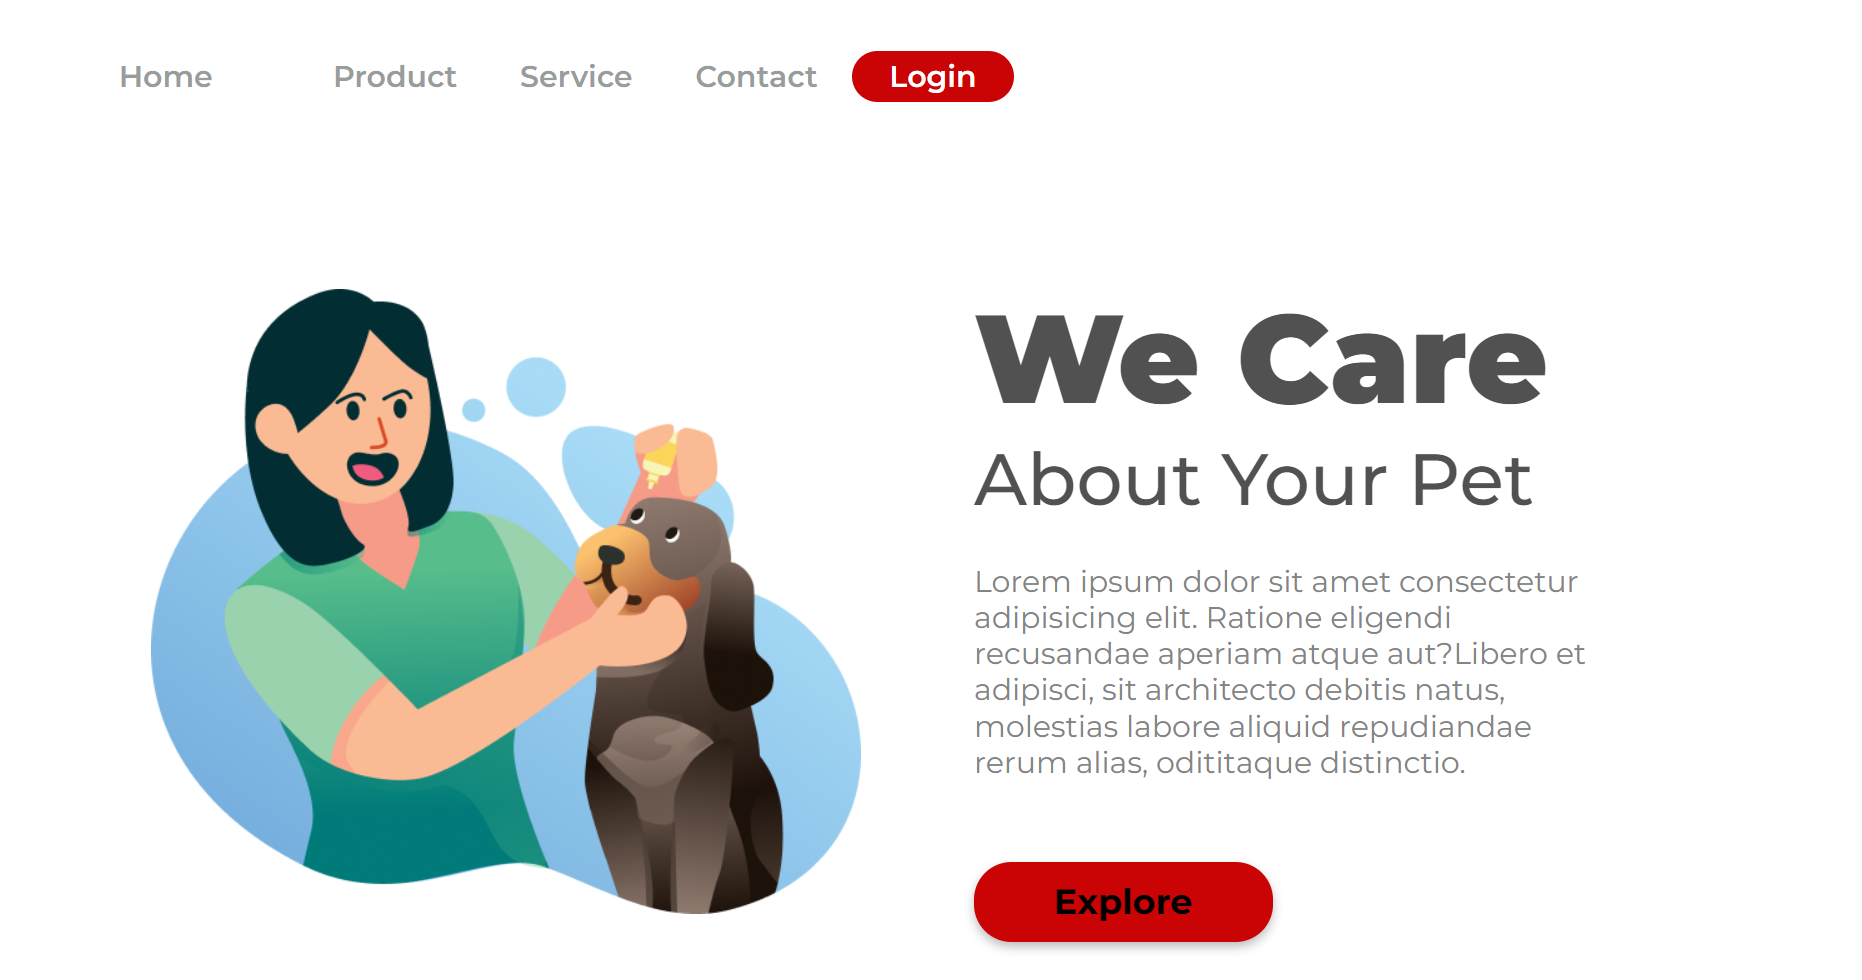 Home Product Service Contact Login
We Care
About Your Pet
Lorem ipsum dolor sit amet consectetur
adipisicing elit. Ratione eligendi
recusandae aperiam atque aut?Libero et
adipisci, sit architecto debitis natus,
molestias labore aliquid repudiandae
rerum alias, odititaque distinctio.
Explore